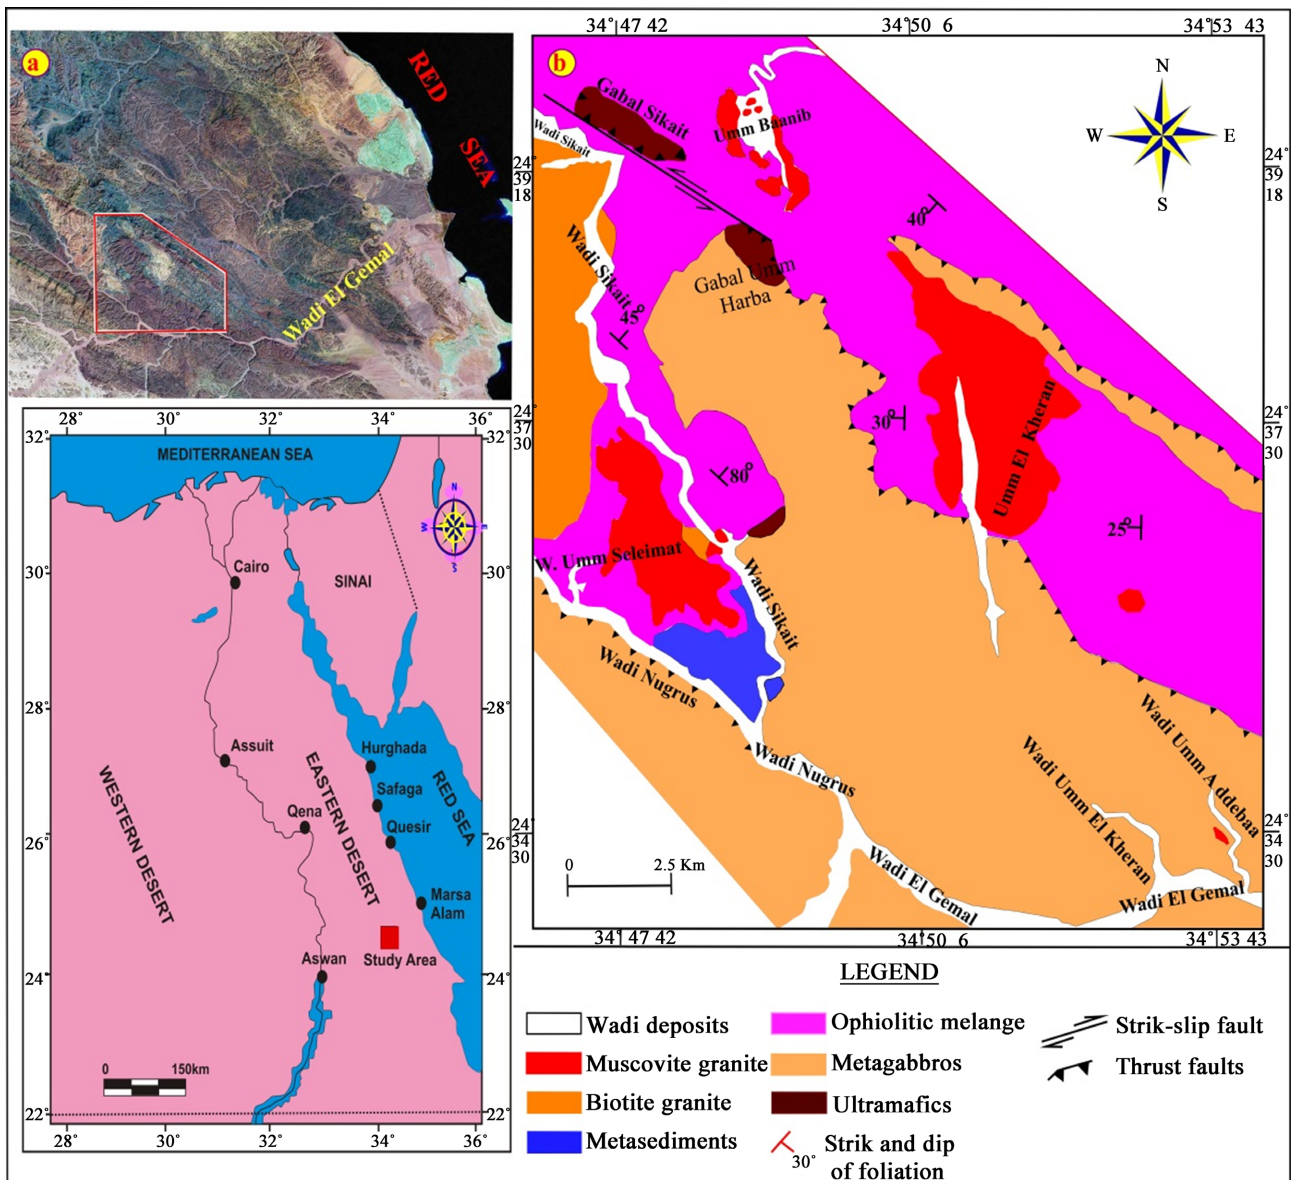 a
RED
SEA
Wadi El Gemal
28°
30°
32°
34°
36°
32°
32°
MEDITERRANEAN SEA
N
W
E
S
Cairo
SINAI
30°
30°
28°
28°
Assuit
Hurghada
Safaga
Qena
Quesir
EASTERN DESERT
RED SEA
WESTERN DESERT
26°
26°
Marsa
Alam
Aswan
Study Area
24°
24°
0
150km
22°
22°
28°
30°
32°
34°
36°
34° 47 42
34° 50 6
34° 53 43
b
N
W
E
S
24°
39
18
24°
39
18
Gabal Sikait
Umm Baanib
Wadi Sikait
40°
Wadi Sikait
Gabal Umm
Harba
45°
24°
37
30
24°
37
30
30°
Umm El Kheran
80°
25°
W. Umm Seleimat
Wadi Sikait
Wadi Nugrus
Wadi Nugrus
Wadi Umm Addebaa
Wadi Umm El Kheran
24°
34
30
24°
34
30
0
2.5 Km
Wadi El Gemal
Wadi El Gemal
34° 47 42
34° 50 6
34° 53 43
LEGEND
Wadi deposits
Muscovite granite
Biotite granite
Metasediments
Ophiolitic melange
Metagabbros
Ultramafics
30°
Strik and dip
of foliation
Strik-slip fault
Thrust faults